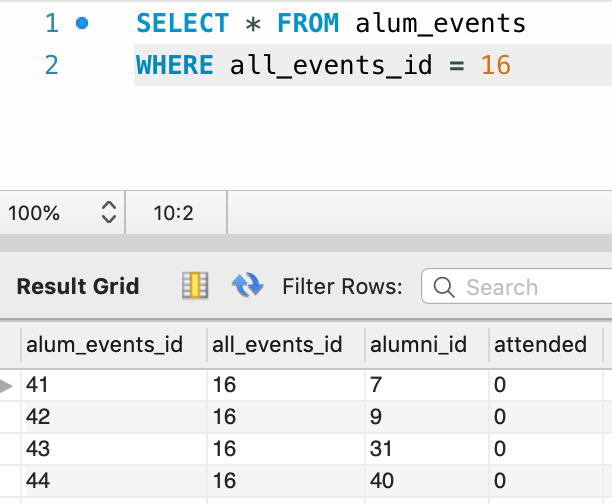 1 SELECT * FROM alum_events
2 WHERE all_events_id = 16
100% 10:2
Result Grid Filter Rows: Search
alum_events_id all_events_id alumni_id attended
41 16 7 0
42 16 9 0
43 16 31 0
44 16 40 0